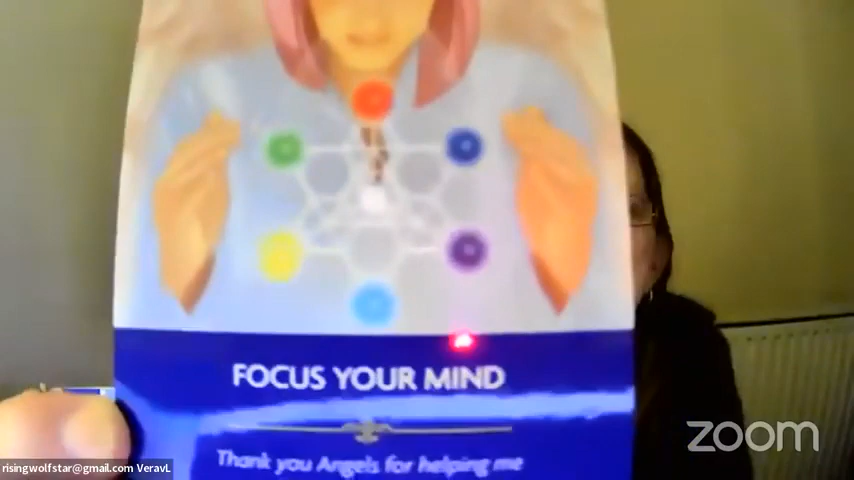 FOCUS YOUR MIND
Thank you Angels for helping me
zoom
risingwolfstar@gmail.com VeravL